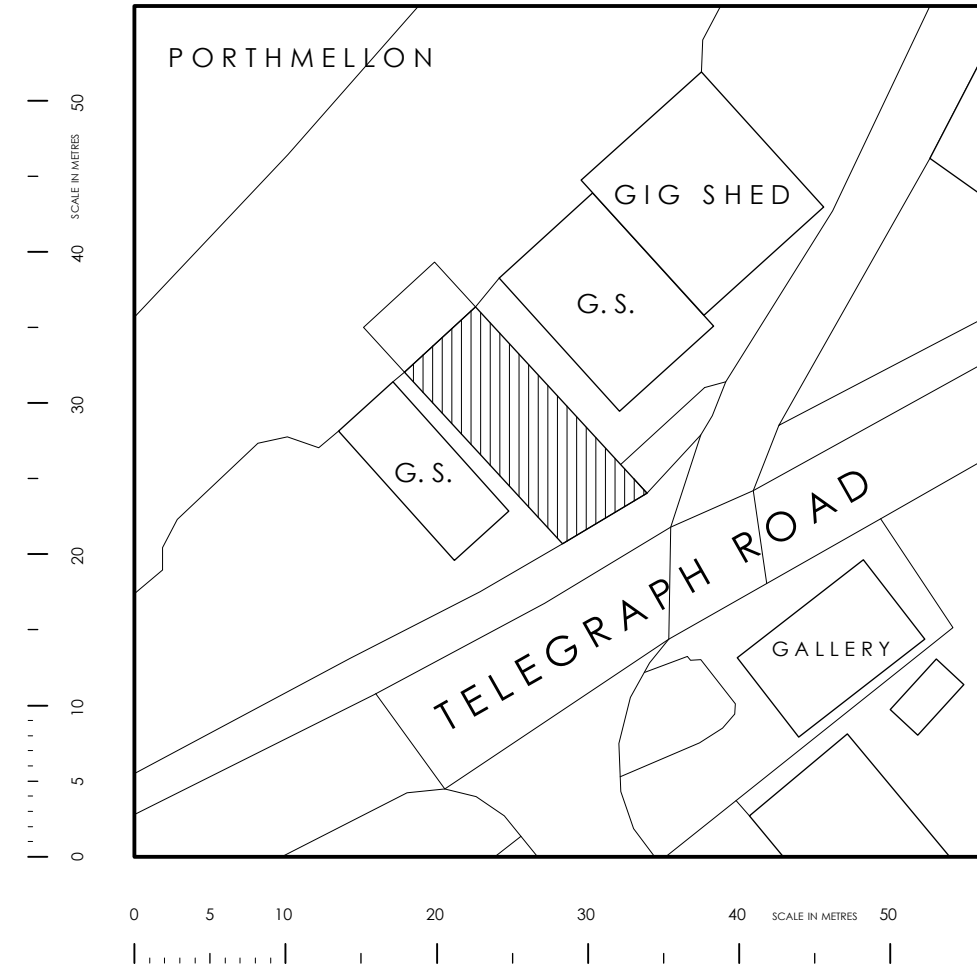 PORTHMELLON
GIG SHED
G.S.
G.S.
TELEGRAPH ROAD
GALLERY
50
SCALE IN METRES
40
30
20
10
5
0
0 5 10 20 30 40 SCALE IN METRES 50